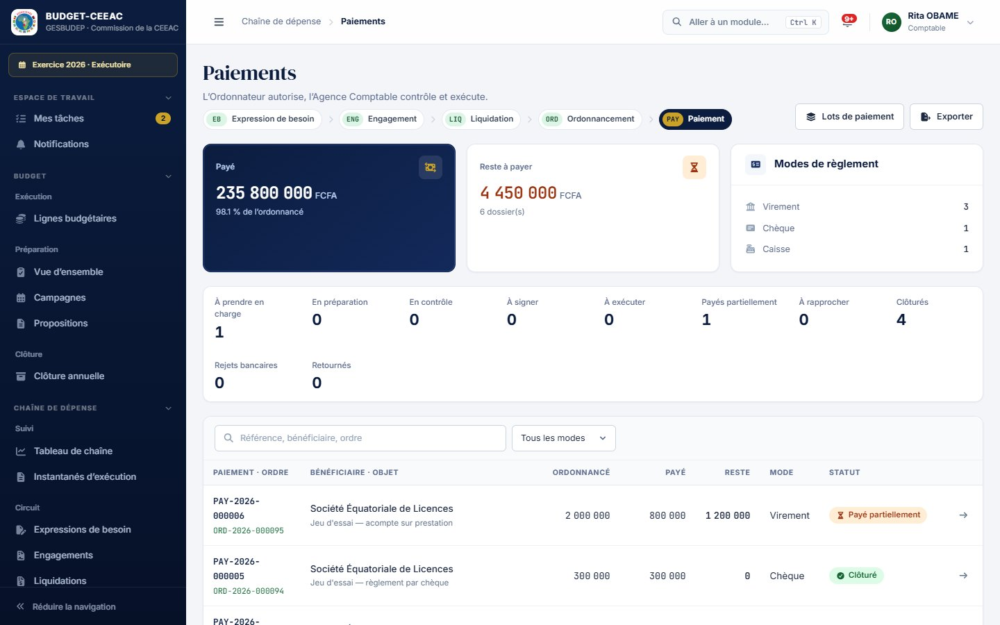 BUDGET-CEEAC
GESBUDEP · Commission de la CEEAC
Exercice 2026 · Exécutoire
ESPACE DE TRAVAIL
Mes tâches 2
Notifications
BUDGET
Exécution
Lignes budgétaires
Préparation
Vue d’ensemble
Campagnes
Propositions
Clôture
Clôture annuelle
CHAÎNE DE DÉPENSE
Suivi
Tableau de chaîne
Instantanés d’exécution
Circuit
Expressions de besoin
Engagements
Liquidations
Réduire la navigation
Chaîne de dépense Paiements
Aller à un module... Ctrl K
9+
RO Rita OBAME
Comptable
Paiements
L’Ordonnateur autorise, l’Agence Comptable contrôle et exécute.
EB Expression de besoin ENG Engagement LIQ Liquidation ORD Ordonnancement PAY Paiement
Lots de paiement Exporter
Payé
235 800 000 FCFA
98.1 % de l’ordonnancé
Reste à payer
4 450 000 FCFA
6 dossier(s)
Modes de règlement
Virement 3
Chèque 1
Caisse 1
À prendre en charge
1
En préparation
0
En contrôle
0
À signer
0
À exécuter
0
Payés partiellement
1
À rapprocher
0
Clôturés
4
Rejets bancaires
0
Retournés
0
Référence, bénéficiaire, ordre Tous les modes
PAIEMENT · ORDRE BÉNÉFICIAIRE · OBJET ORDONNANCÉ PAYÉ RESTE MODE STATUT
PAY-2026-000006
ORD-2026-000095
Société Équatoriale de Licences
Jeu d'essai — acompte sur prestation
2 000 000 800 000 1 200 000 Virement Payé partiellement
PAY-2026-000005
ORD-2026-000094
Société Équatoriale de Licences
Jeu d'essai — règlement par chèque
300 000 300 000 0 Chèque Clôturé
PAY-2026-